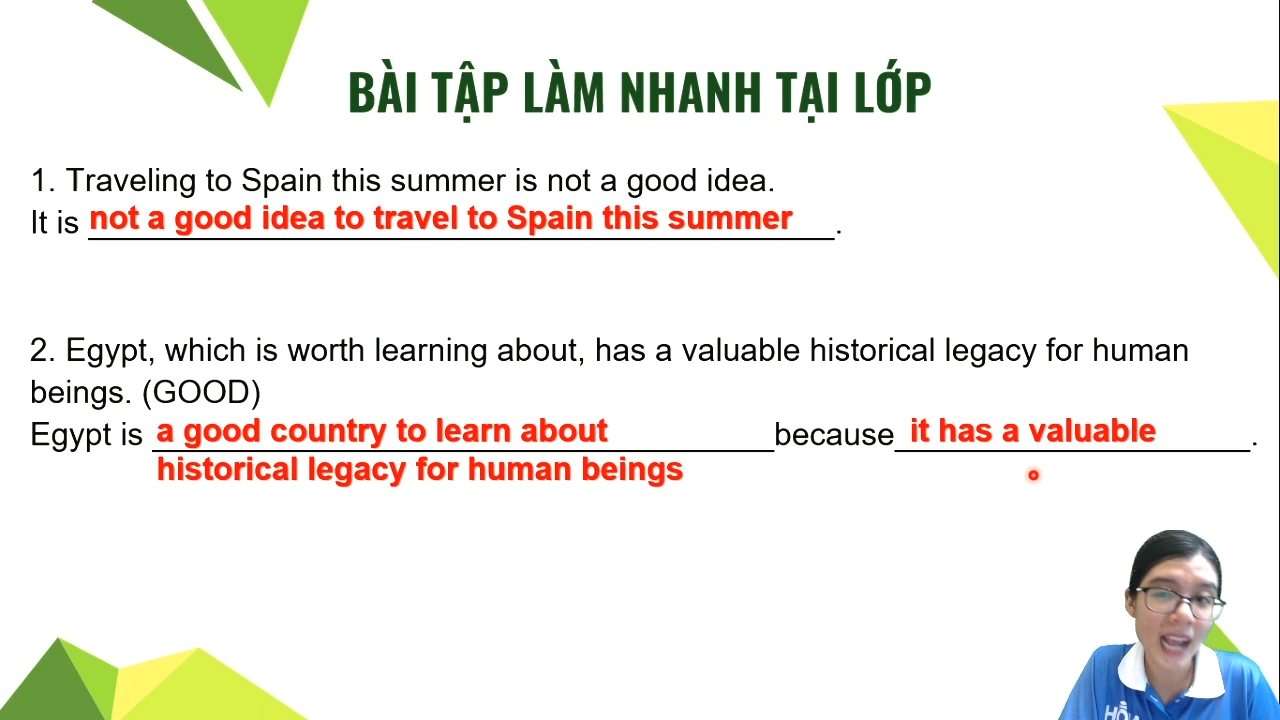 BÀI TẬP LÀM NHANH TẠI LỚP
1. Traveling to Spain this summer is not a good idea.
It is not a good idea to travel to Spain this summer.
2. Egypt, which is worth learning about, has a valuable historical legacy for human
beings. (GOOD)
Egypt is a good country to learn about because it has a valuable.
historical legacy for human beings